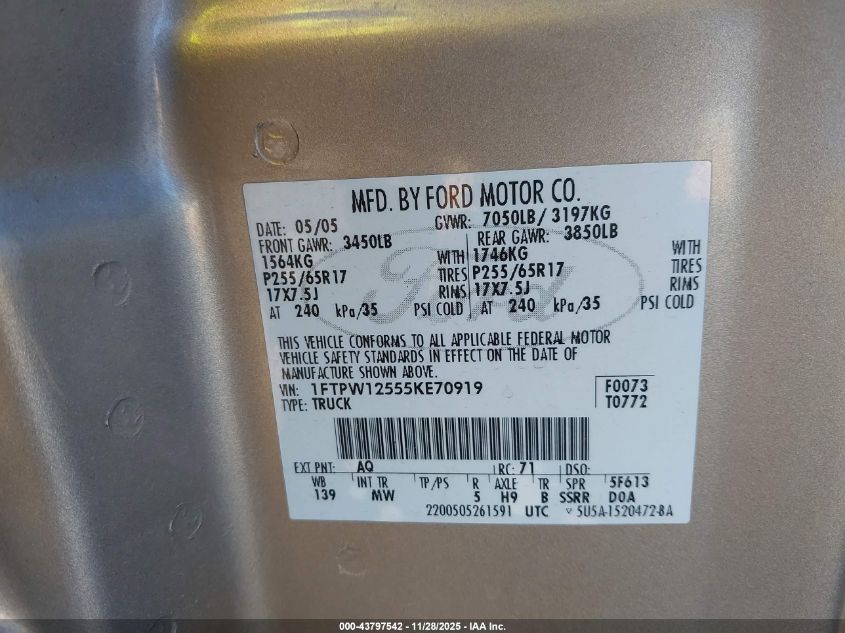 MFD. BY FORD MOTOR CO.
DATE: 05/05 GVWR: 7050LB/ 3197KG
FRONT GAWR: 3450LB REAR GAWR: 3850LB
1564KG WITH 1746KG WITH
P255/65R17 TIRES P255/65R17 TIRES
17X7.5J RIMS 17X7.5J RIMS
AT 240 kPa/35 PSI COLD AT 240 kPa/35 PSI COLD
Ford
THIS VEHICLE CONFORMS TO ALL APPLICABLE FEDERAL MOTOR
VEHICLE SAFETY STANDARDS IN EFFECT ON THE DATE OF
MANUFACTURE SHOWN ABOVE.
VIN: 1FTPW12555KE70919 F0073
TYPE: TRUCK T0772
EXT PNT: AQ RC: 71 DSO:
WB INT TR TP/PS R AXLE TR SPR 5F613
139 MW 5 H9 B SSRR DOA
2200505261591 UTC ▽ 5U5A-1520472-BA
000-43797542 - 11/28/2025 - IAA Inc.